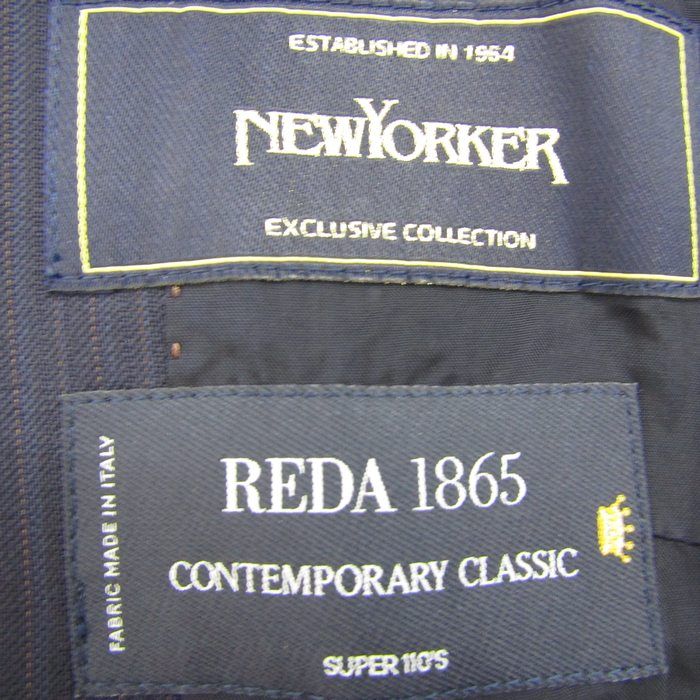 ESTABLISHED IN 1964
NEWYORKER
EXCLUSIVE COLLECTION
FABRIC MADE IN ITALY
REDA 1865
CONTEMPORARY CLASSIC
SUPER 110'S